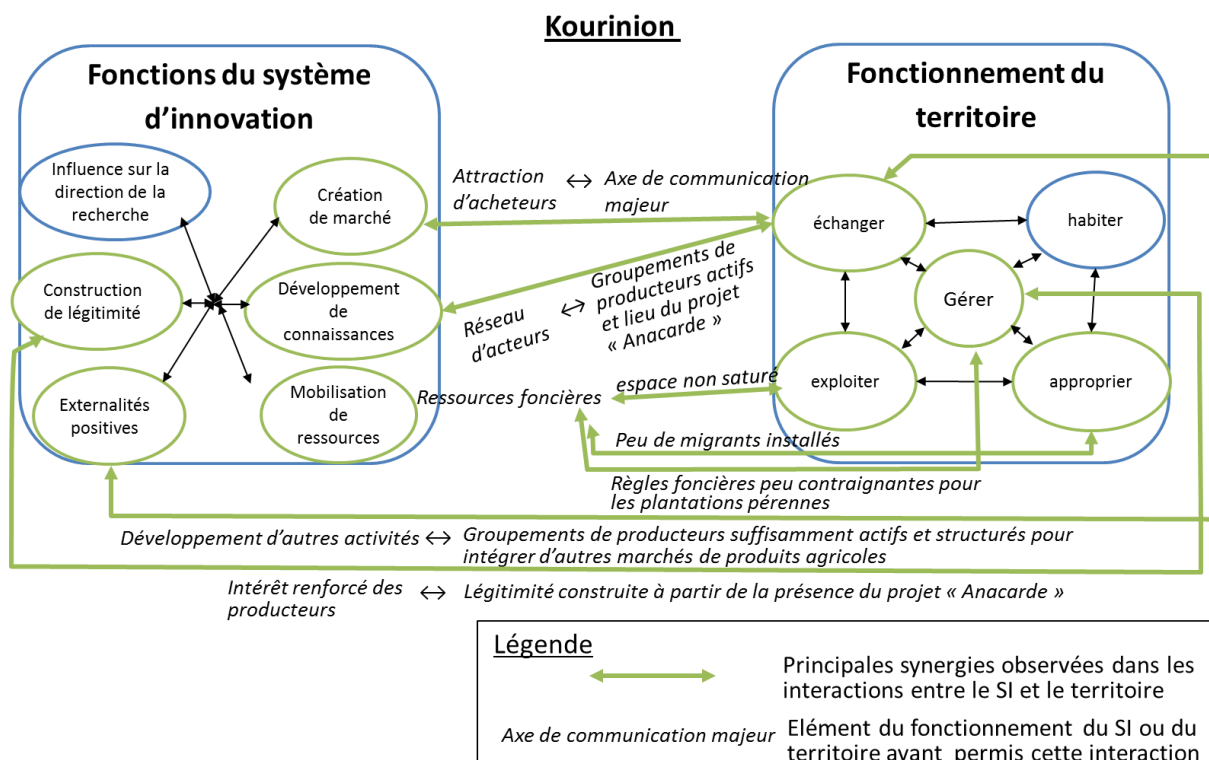 Kourinion
Fonctions du système
d’innovation
Influence sur la
direction de la
recherche
Création
de marché
Construction
de légitimité
Développement
de
connaissances
Externalités
positives
Mobilisation
de
ressources
Attraction
d’acheteurs
Axe de communication
majeur
Réseau
d’acteurs
Groupements de
producteurs actifs
et lieu du projet
« Anacarde »
Ressources foncières
espace non saturé
Peu de migrants installés
Règles foncières peu contraignantes pour
les plantations pérennes
Fonctionnement du
territoire
échanger
habiter
Gérer
exploiter
approprier
Développement d’autres activités
Groupements de producteurs suffisamment actifs et structurés pour
intégrer d’autres marchés de produits agricoles
Intérêt renforcé des
producteurs
Légitimité construite à partir de la présence du projet « Anacarde »
Légende
Principales synergies observées dans les
interactions entre le SI et le territoire
Axe de communication majeur
Elément du fonctionnement du SI ou du
territoire ayant permis cette interaction